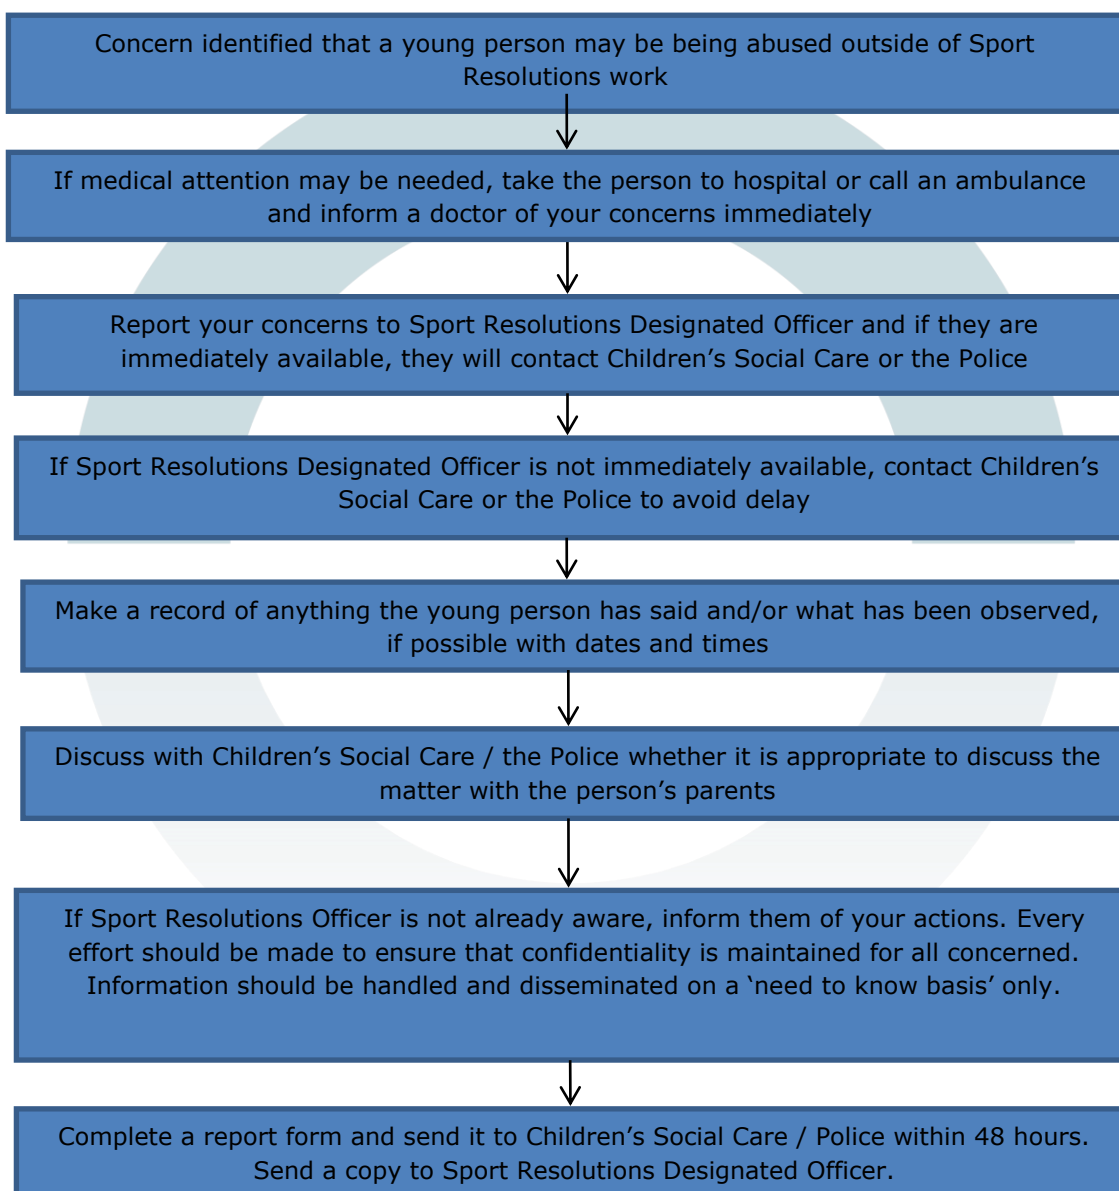 Concern identified that a young person may be being abused outside of Sport
Resolutions work
If medical attention may be needed, take the person to hospital or call an ambulance
and inform a doctor of your concerns immediately
Report your concerns to Sport Resolutions Designated Officer and if they are
immediately available, they will contact Children’s Social Care or the Police
If Sport Resolutions Designated Officer is not immediately available, contact Children’s
Social Care or the Police to avoid delay
Make a record of anything the young person has said and/or what has been observed,
if possible with dates and times
Discuss with Children’s Social Care / the Police whether it is appropriate to discuss the
matter with the person’s parents
If Sport Resolutions Officer is not already aware, inform them of your actions. Every
effort should be made to ensure that confidentiality is maintained for all concerned.
Information should be handled and disseminated on a ‘need to know basis’ only.
Complete a report form and send it to Children’s Social Care / Police within 48 hours.
Send a copy to Sport Resolutions Designated Officer.